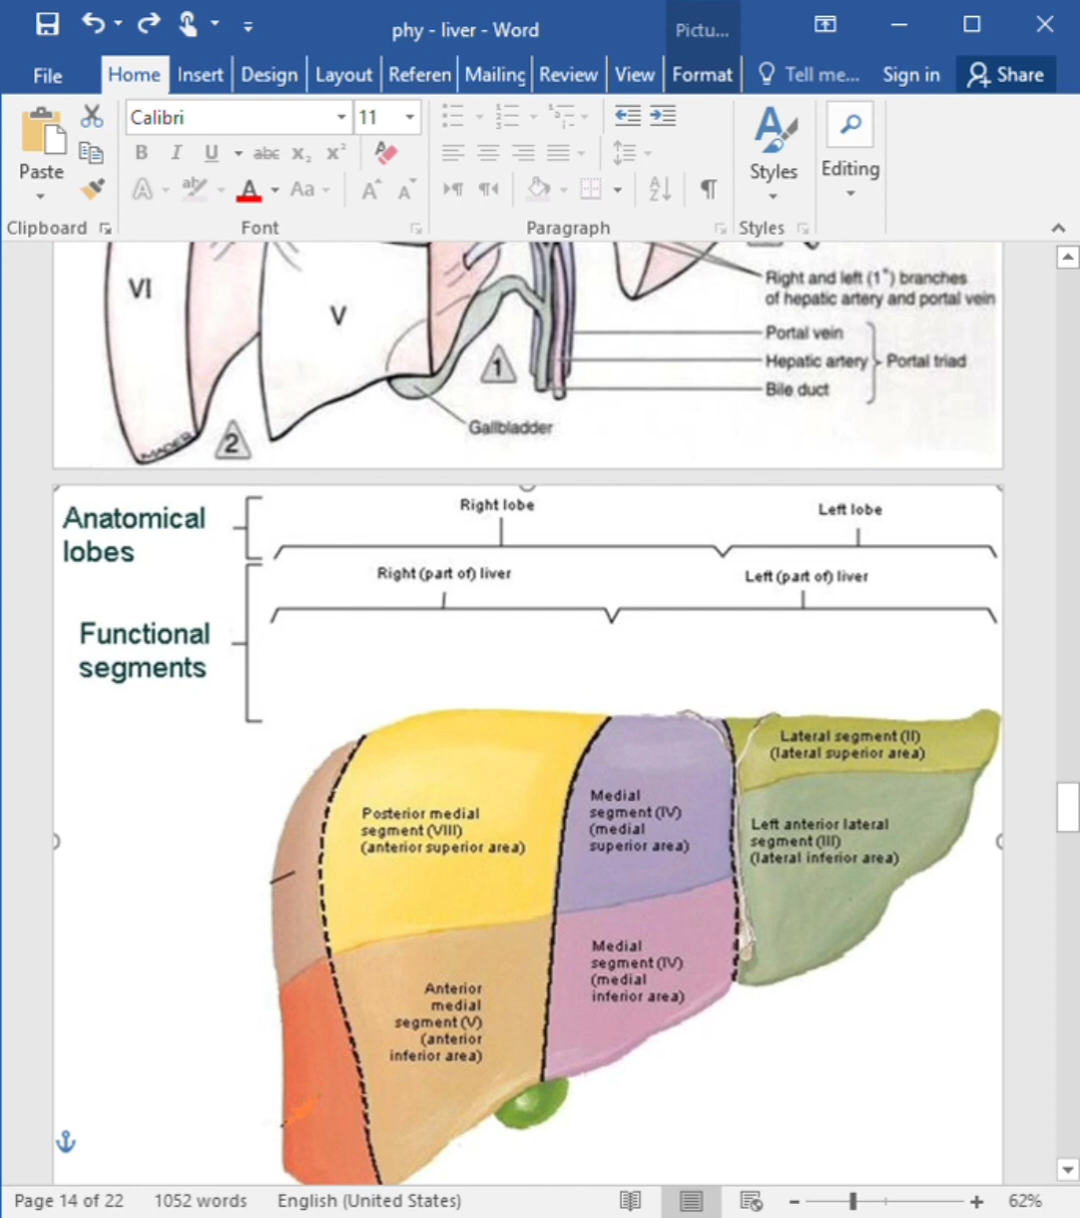 phy - liver - Word
Pictu...
File
Home
Insert
Design
Layout
Referen
Mailing
Review
View
Format
Tell me...
Sign in
Share
Paste
Calibri
11
B I U abc x₂ x²
A
A Aa A A
Styles
Editing
Clipboard
Font
Paragraph
Styles
VI
V
1
2
MADER
Gallbladder
Right and left (1°) branches
of hepatic artery and portal vein
Portal vein
Hepatic artery
Portal triad
Bile duct
Anatomical
lobes
Right lobe
Left lobe
Right (part of) liver
Left (part of) liver
Functional
segments
Lateral segment (II)
(lateral superior area)
Posterior medial
segment (VIII)
(anterior superior area)
Medial
segment (IV)
(medial
superior area)
Left anterior lateral
segment (III)
(lateral inferior area)
Anterior
medial
segment (V)
(anterior
inferior area)
Medial
segment (IV)
(medial
inferior area)
Page 14 of 22
1052 words
English (United States)
62%